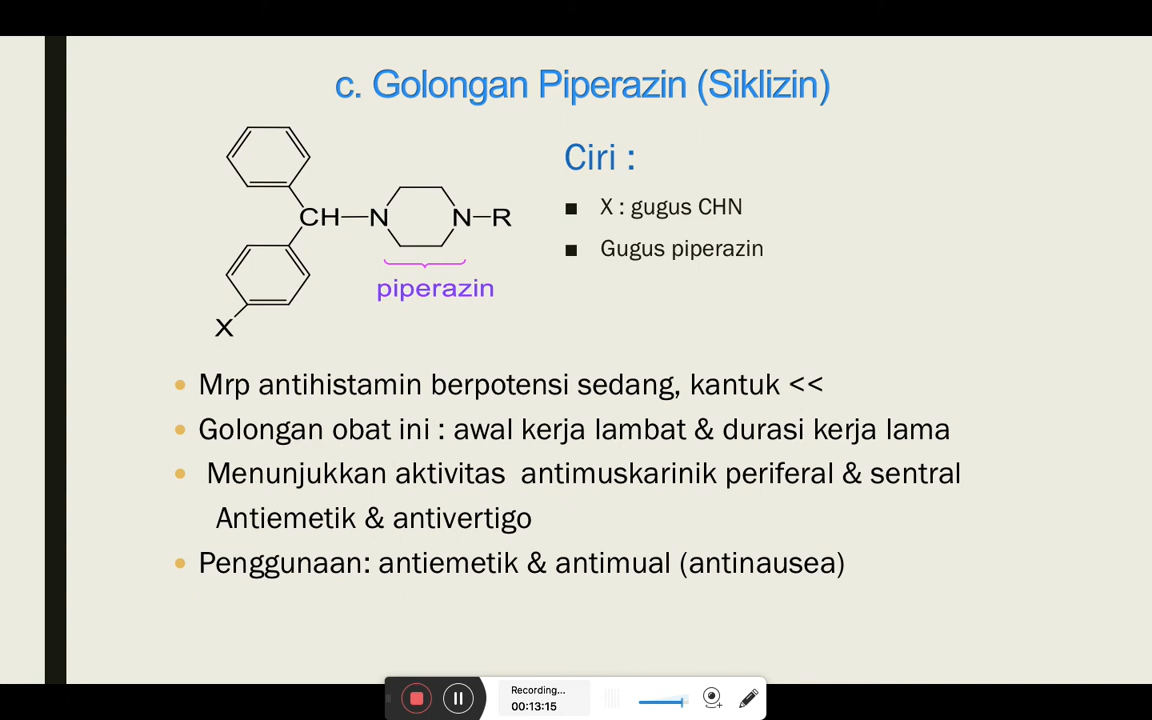 c. Golongan Piperazin (Siklizin)
Ciri :
■ X : gugus CHN
■ Gugus piperazin
CH
N
N
R
piperazin
X
• Mrp antihistamin berpotensi sedang, kantuk <<
• Golongan obat ini : awal kerja lambat & durasi kerja lama
• Menunjukkan aktivitas antimuskarinik periferal & sentral
Antiemetik & antivertigo
• Penggunaan: antiemetik & antimual (antinausea)
Recording...
00:13:15